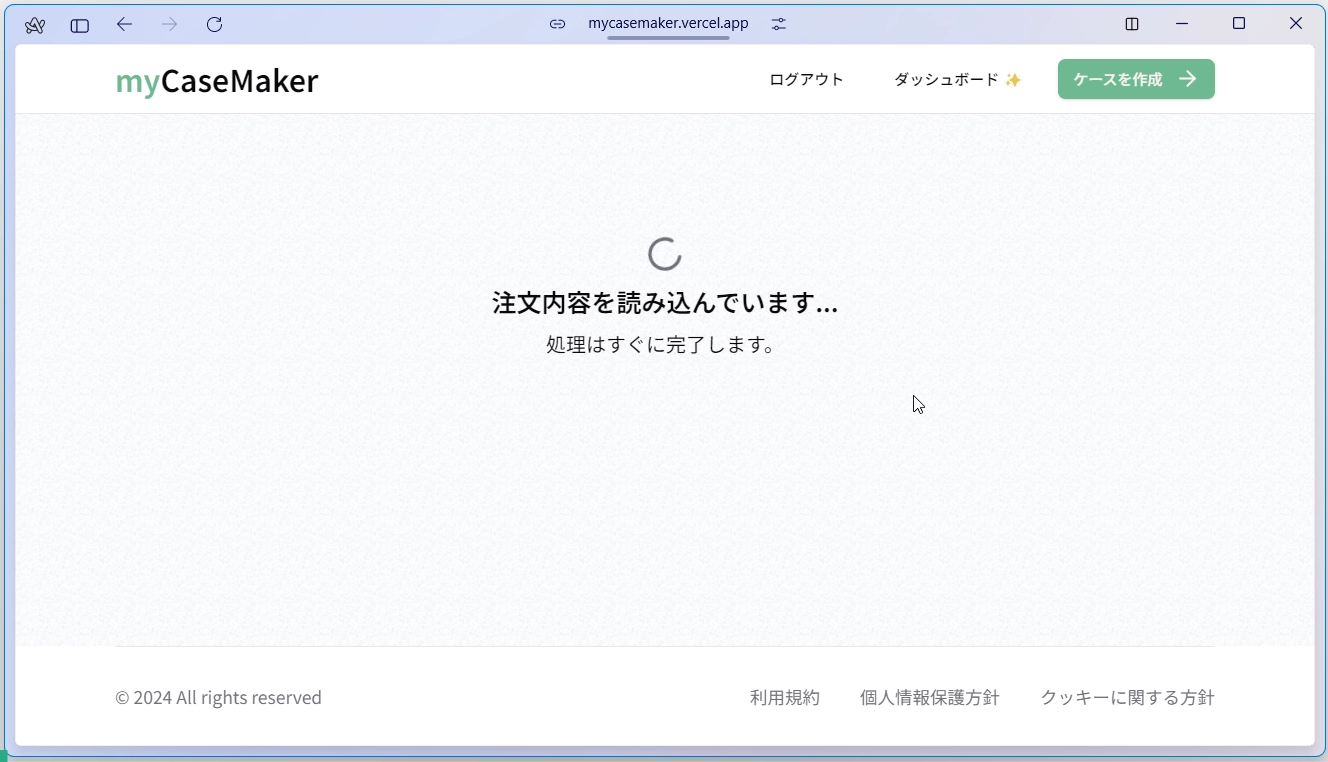 mycasemaker.vercel.app
myCaseMaker
ログアウト
ダッシュボード ✨
ケースを作成 →
注文内容を読み込んでいます...
処理はすぐに完了します。
© 2024 All rights reserved
利用規約
個人情報保護方針
クッキーに関する方針